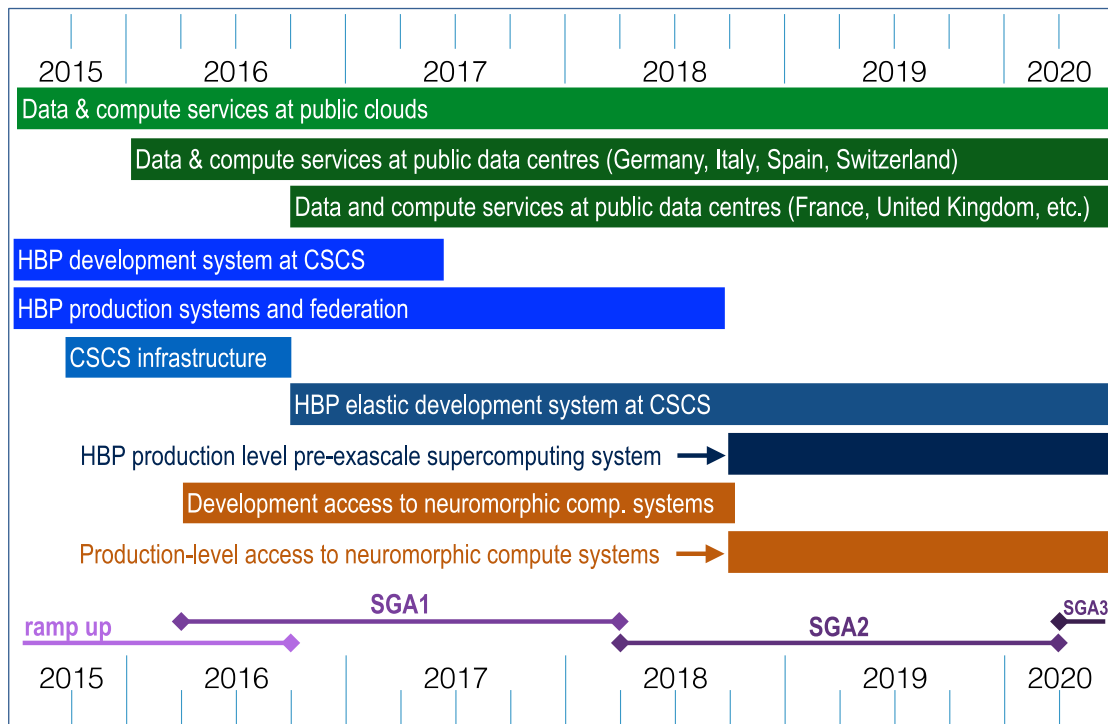 2015 2016 2017 2018 2019 2020
Data & compute services at public clouds
Data & compute services at public data centres (Germany, Italy, Spain, Switzerland)
Data and compute services at public data centres (France, United Kingdom, etc.)
HBP development system at CSCS
HBP production systems and federation
CSCS infrastructure
HBP elastic development system at CSCS
HBP production level pre-exascale supercomputing system
Development access to neuromorphic comp. systems
Production-level access to neuromorphic compute systems
SGA1
SGA3
ramp up
SGA2
2015 2016 2017 2018 2019 2020